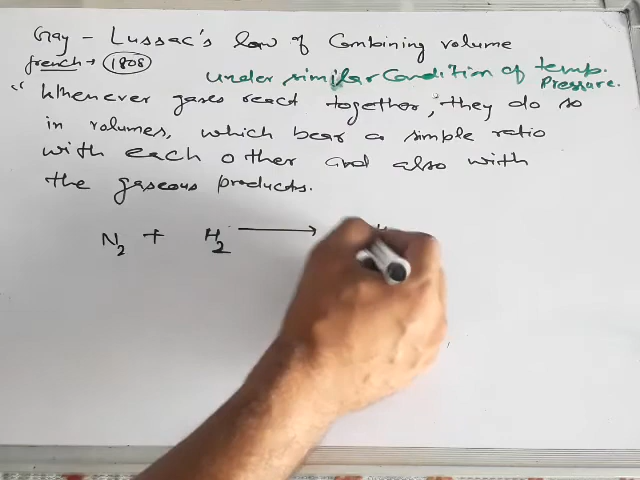 Gay - Lussac's law of Combining volume
french → 1808
under similar Condition of temp.
Pressure.
" Whenever gases react together, they do so
in volumes, which bear a simple ratio
with each other and also with
the gaseous products.
N2 + H2 →